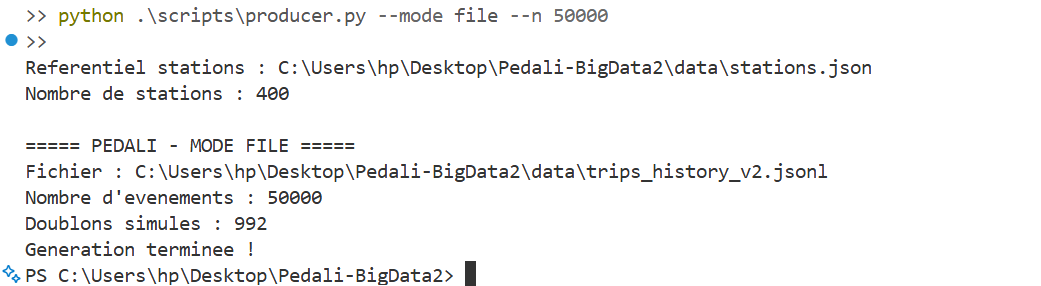 >> python .\scripts\producer.py --mode file --n 50000
>>
Referentiel stations : C:\Users\hp\Desktop\Pedali-BigData2\data\stations.json
Nombre de stations : 400
===== PEDALI - MODE FILE =====
Fichier : C:\Users\hp\Desktop\Pedali-BigData2\data\trips_history_v2.jsonl
Nombre d'evenements : 50000
Doublons simules : 992
Generation terminee !
PS C:\Users\hp\Desktop\Pedali-BigData2>